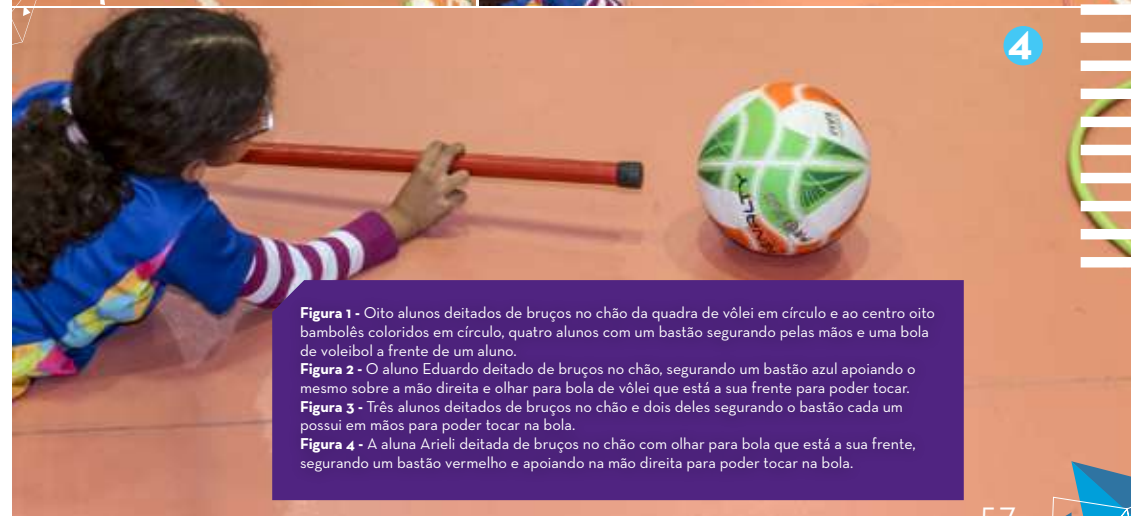 4
PENALTY
Figura 1 - Oito alunos deitados de bruços no chão da quadra de vôlei em círculo e ao centro oito
bambolês coloridos em círculo, quatro alunos com um bastão segurando pelas mãos e uma bola
de voleibol a frente de um aluno.
Figura 2 - O aluno Eduardo deitado de bruços no chão, segurando um bastão azul apoiando o
mesmo sobre a mão direita e olhar para bola de vôlei que está a sua frente para poder tocar.
Figura 3 - Três alunos deitados de bruços no chão e dois deles segurando o bastão cada um
possui em mãos para poder tocar na bola.
Figura 4 - A aluna Arieli deitada de bruços no chão com olhar para bola que está a sua frente,
segurando um bastão vermelho e apoiando na mão direita para poder tocar na bola.
57